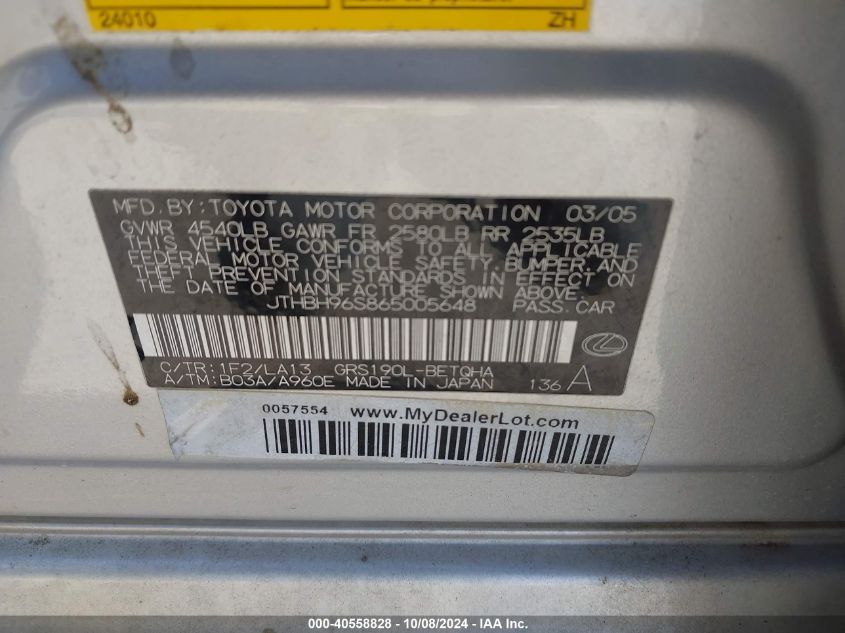 24010 ZH
MFD. BY: TOYOTA MOTOR CORPORATION 03/05
GVWR 4540LB GAWR FR 2580LB RR 2535LB
THIS VEHICLE CONFORMS TO ALL APPLICABLE
FEDERAL MOTOR VEHICLE SAFETY, BUMPER, AND
THEFT PREVENTION STANDARDS IN EFFECT ON
THE DATE OF MANUFACTURE SHOWN ABOVE.
JTHBH96S865005648 PASS. CAR
C/TR: 1F2/LA13 GRS190L-BETQHA
A/TM: B03A/A960E MADE IN JAPAN 136 A
0057554 www.MyDealerLot.com
000-40558828 - 10/08/2024 - IAA Inc.